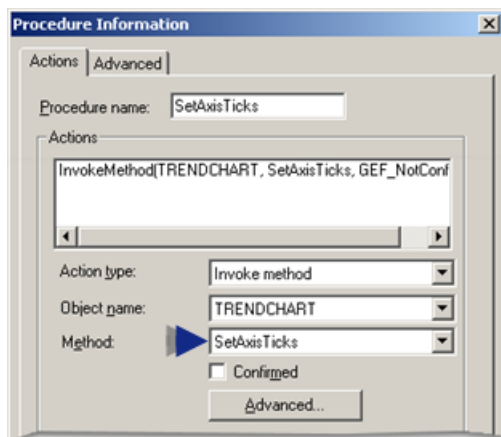 Procedure Information
Actions Advanced
Procedure name: SetAxisTicks
Actions
InvokeMethod(TRENDCHART, SetAxisTicks, GEF_NotConf
Action type: Invoke method
Object name: TRENDCHART
Method: SetAxisTicks
Confirmed
Advanced...